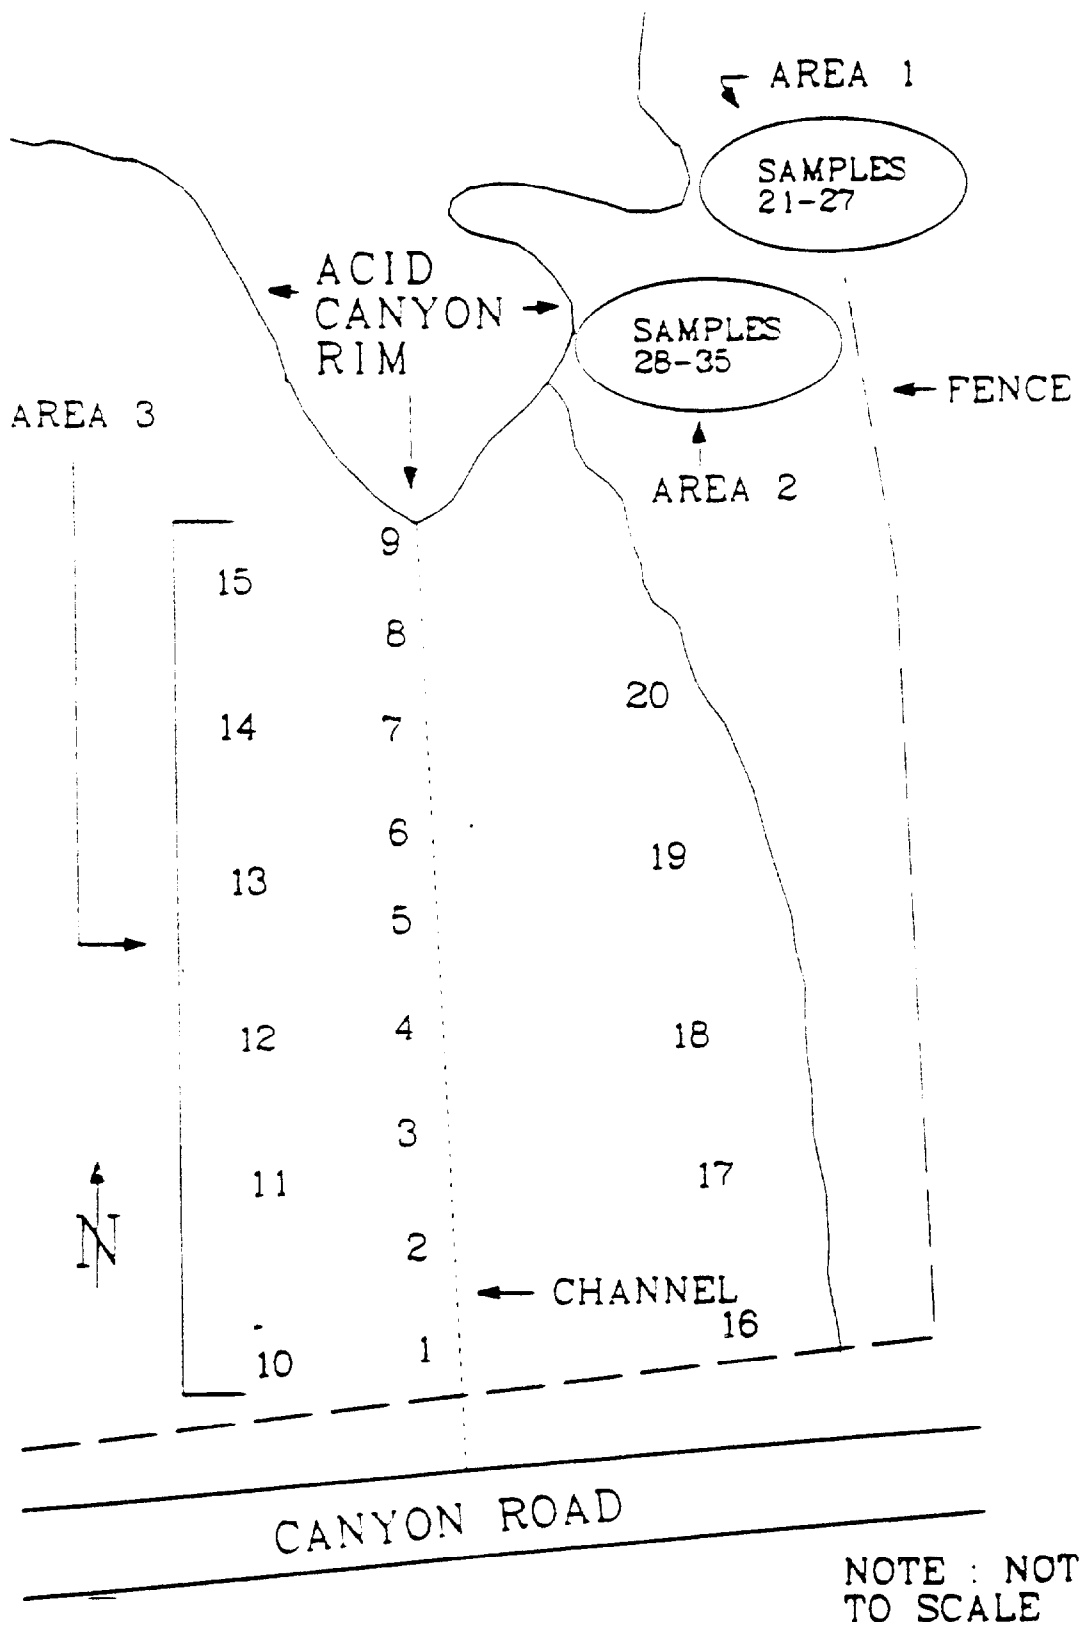 AREA 1
SAMPLES
21-27
ACID
CANYON
RIM
SAMPLES
28-35
FENCE
AREA 3
AREA 2
9
15
8
20
14
7
6
19
13
5
4
18
12
3
17
11
N
2
CHANNEL
16
1
10
CANYON ROAD
NOTE : NOT
TO SCALE